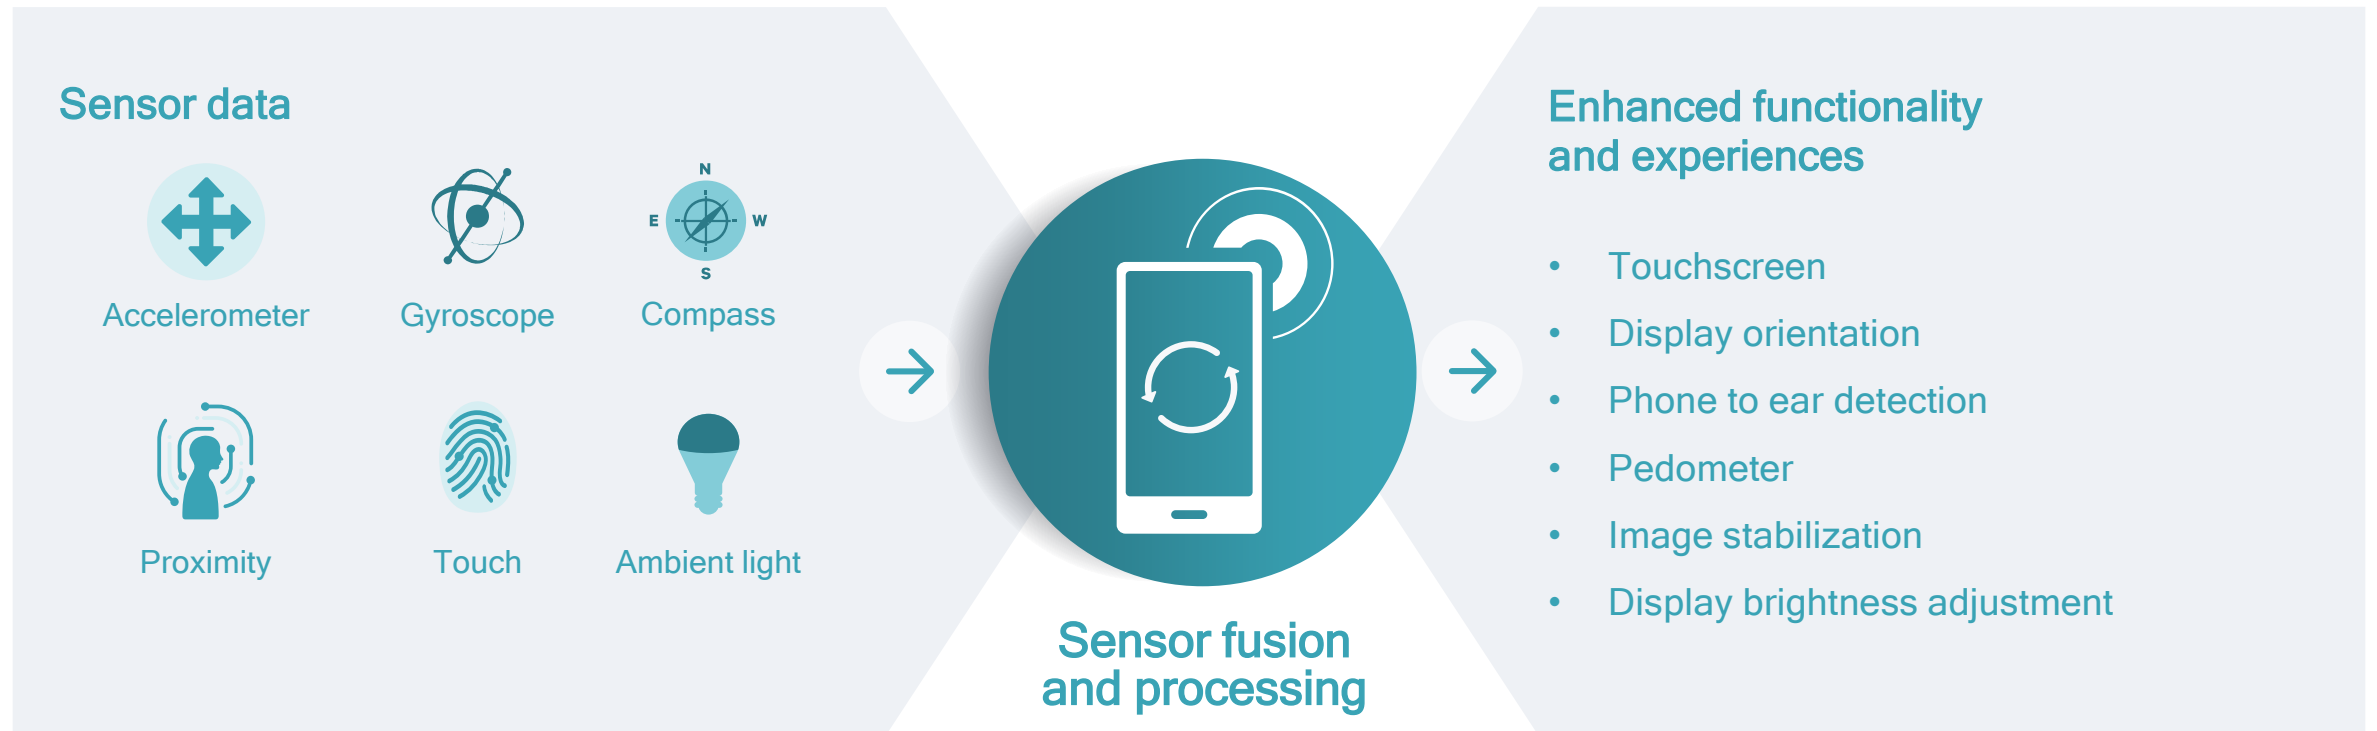 Sensor data
N
E
W
S
Accelerometer
Gyroscope
Compass
Proximity
Touch
Ambient light
Sensor fusion
and processing
Enhanced functionality
and experiences
• Touchscreen
• Display orientation
• Phone to ear detection
• Pedometer
• Image stabilization
• Display brightness adjustment